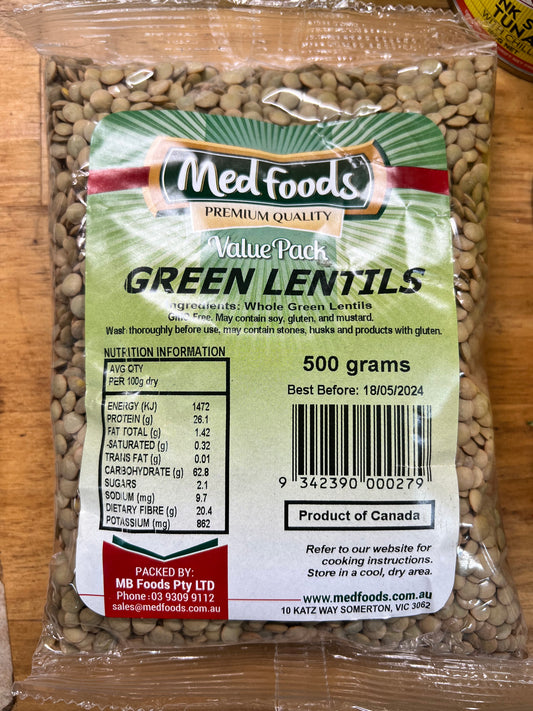 NK S
TUNA
WITH CHILL
Med foods
PREMIUM QUALITY
Value Pack
GREEN LENTILS
Ingredients: Whole Green Lentils
GMO Free. May contain soy, gluten, and mustard.
Wash thoroughly before use, may contain stones, husks and products with gluten.
NUTRITION INFORMATION
AVG QTY
PER 100g dry
ENERGY (KJ) 1472
PROTEIN (g) 26.1
FAT TOTAL (g) 1.42
-SATURATED (g) 0.32
TRANS FAT (g) 0.01
CARBOHYDRATE (g) 62.8
SUGARS 2.1
SODIUM (mg) 9.7
DIETARY FIBRE (g) 20.4
POTASSIUM (mg) 862
500 grams
Best Before: 18/05/2024
9 342390 000279
Product of Canada
Refer to our website for
cooking instructions.
Store in a cool, dry area.
PACKED BY:
MB Foods Pty LTD
Phone : 03 9309 9112
sales@medfoods.com.au
www.medfoods.com.au
10 KATZ WAY SOMERTON, VIC 3062